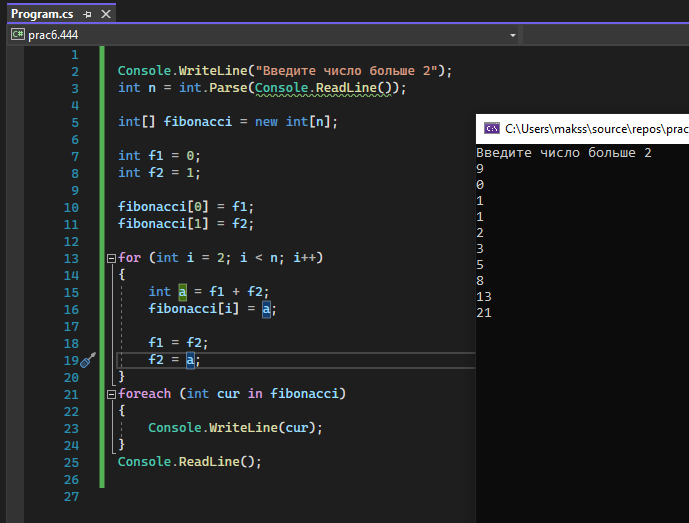 Program.cs
C# prac6.444
1
2 Console.WriteLine("Введите число больше 2");
3 int n = int.Parse(Console.ReadLine());
4
5 int[] fibonacci = new int[n];
6
7 int f1 = 0;
8 int f2 = 1;
9
10 fibonacci[0] = f1;
11 fibonacci[1] = f2;
12
13 for (int i = 2; i < n; i++)
14 {
15 int a = f1 + f2;
16 fibonacci[i] = a;
17
18 f1 = f2;
19 f2 = a;
20 }
21 foreach (int cur in fibonacci)
22 {
23 Console.WriteLine(cur);
24 }
25 Console.ReadLine();
26
27
C:\Users\makss\source\repos\prac
Введите число больше 2
9
0
1
1
2
3
5
8
13
21